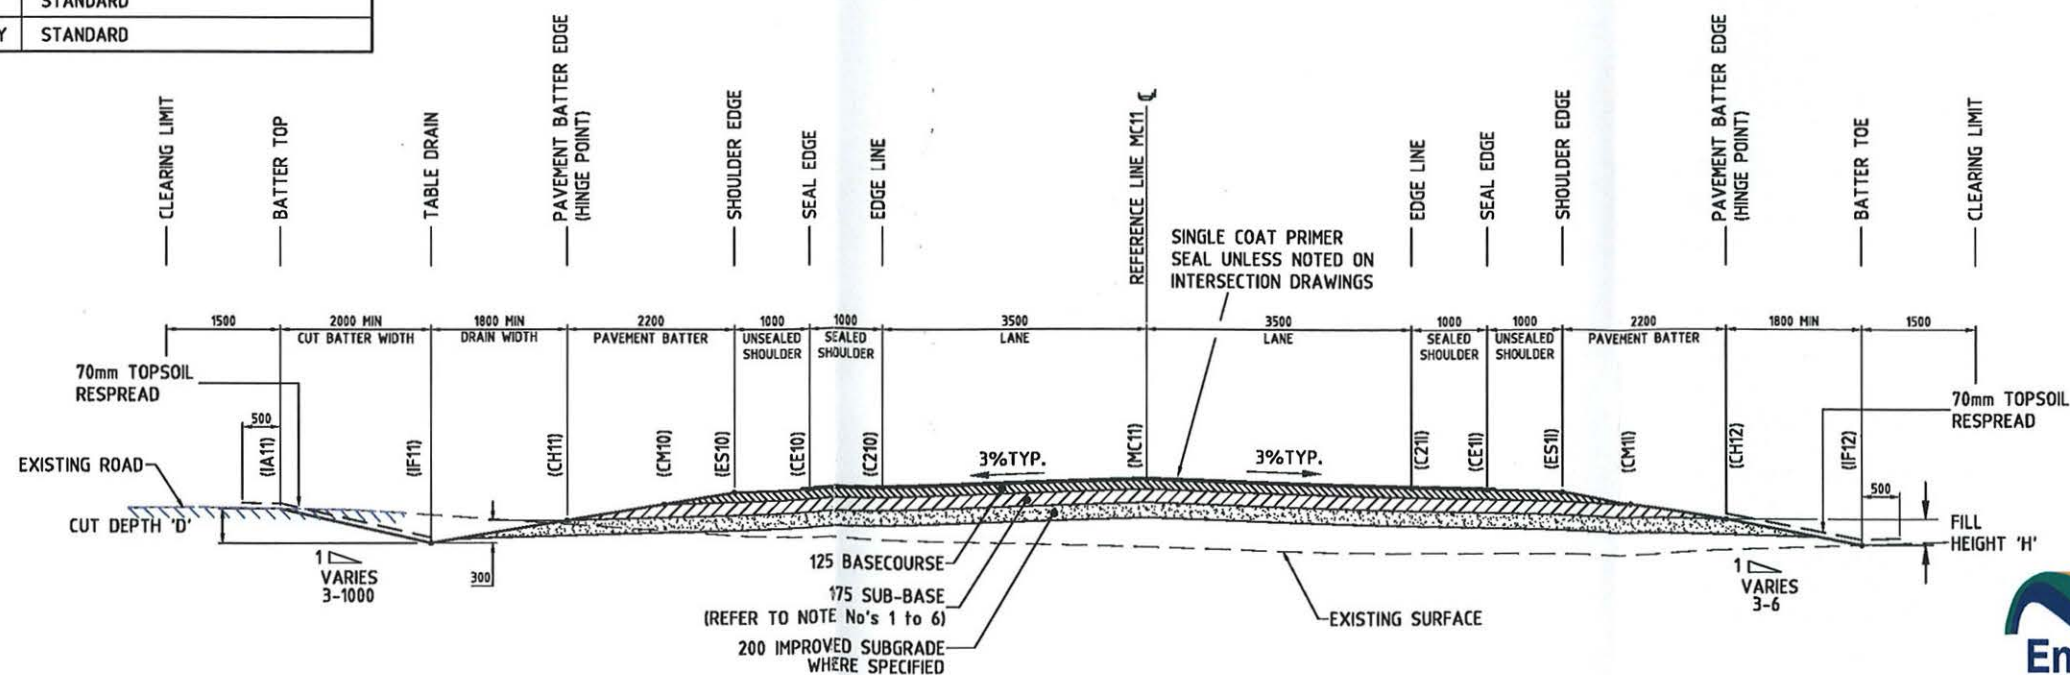 STANDARD
Y STANDARD
CLEARING LIMIT
BATTER TOP
TABLE DRAIN
PAVEMENT BATTER EDGE
(HINGE POINT)
SHOULDER EDGE
SEAL EDGE
EDGE LINE
REFERENCE LINE MC11 ℄
EDGE LINE
SEAL EDGE
SHOULDER EDGE
PAVEMENT BATTER EDGE
(HINGE POINT)
BATTER TOE
CLEARING LIMIT
SINGLE COAT PRIMER
SEAL UNLESS NOTED ON
INTERSECTION DRAWINGS
1500
2000 MIN
CUT BATTER WIDTH
1800 MIN
DRAIN WIDTH
2200
PAVEMENT BATTER
1000
UNSEALED
SHOULDER
1000
SEALED
SHOULDER
3500
LANE
3500
LANE
1000
SEALED
SHOULDER
1000
UNSEALED
SHOULDER
2200
PAVEMENT BATTER
1800 MIN
1500
70mm TOPSOIL
RESPREAD
70mm TOPSOIL
RESPREAD
500
(IA11)
(IF11)
(CH11)
(CM10)
(ES10)
(CE10)
(C210)
(MC11)
(C211)
(CE11)
(ES11)
(CM11)
(CH12)
(IF12)
500
EXISTING ROAD
3%TYP.
3%TYP.
CUT DEPTH 'D'
FILL
HEIGHT 'H'
1
VARIES
3-1000
300
125 BASECOURSE
175 SUB-BASE
(REFER TO NOTE No's 1 to 6)
200 IMPROVED SUBGRADE
WHERE SPECIFIED
EXISTING SURFACE
1
VARIES
3-6
En